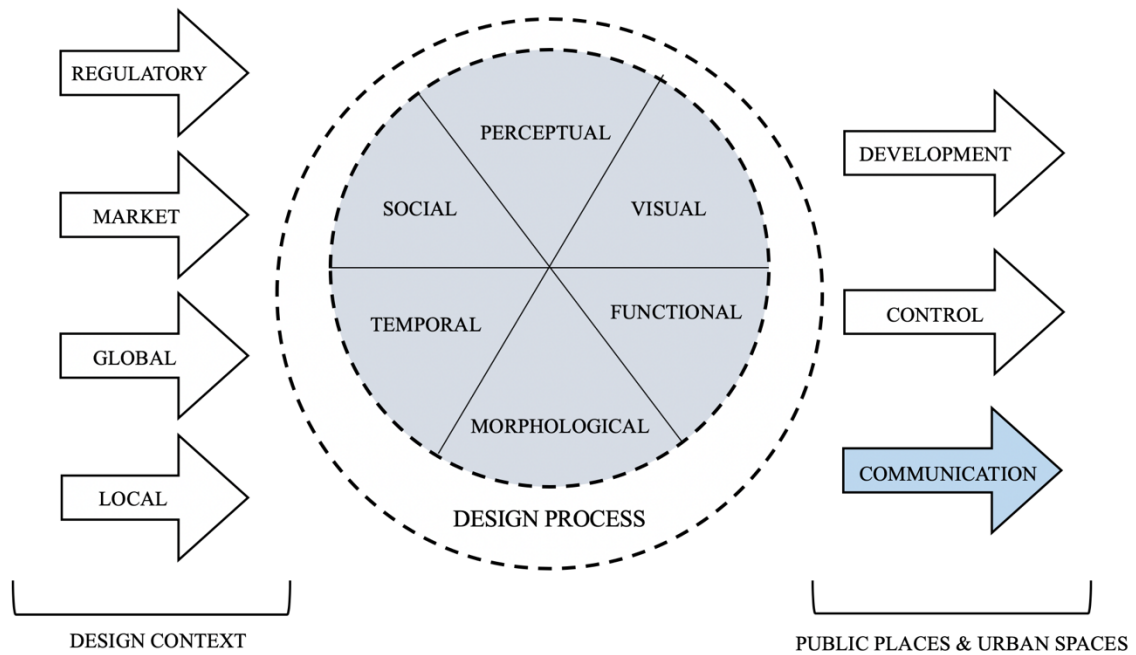 REGULATORY
MARKET
GLOBAL
LOCAL
DESIGN CONTEXT
PERCEPTUAL
SOCIAL
VISUAL
TEMPORAL
FUNCTIONAL
MORPHOLOGICAL
DESIGN PROCESS
DEVELOPMENT
CONTROL
COMMUNICATION
PUBLIC PLACES & URBAN SPACES